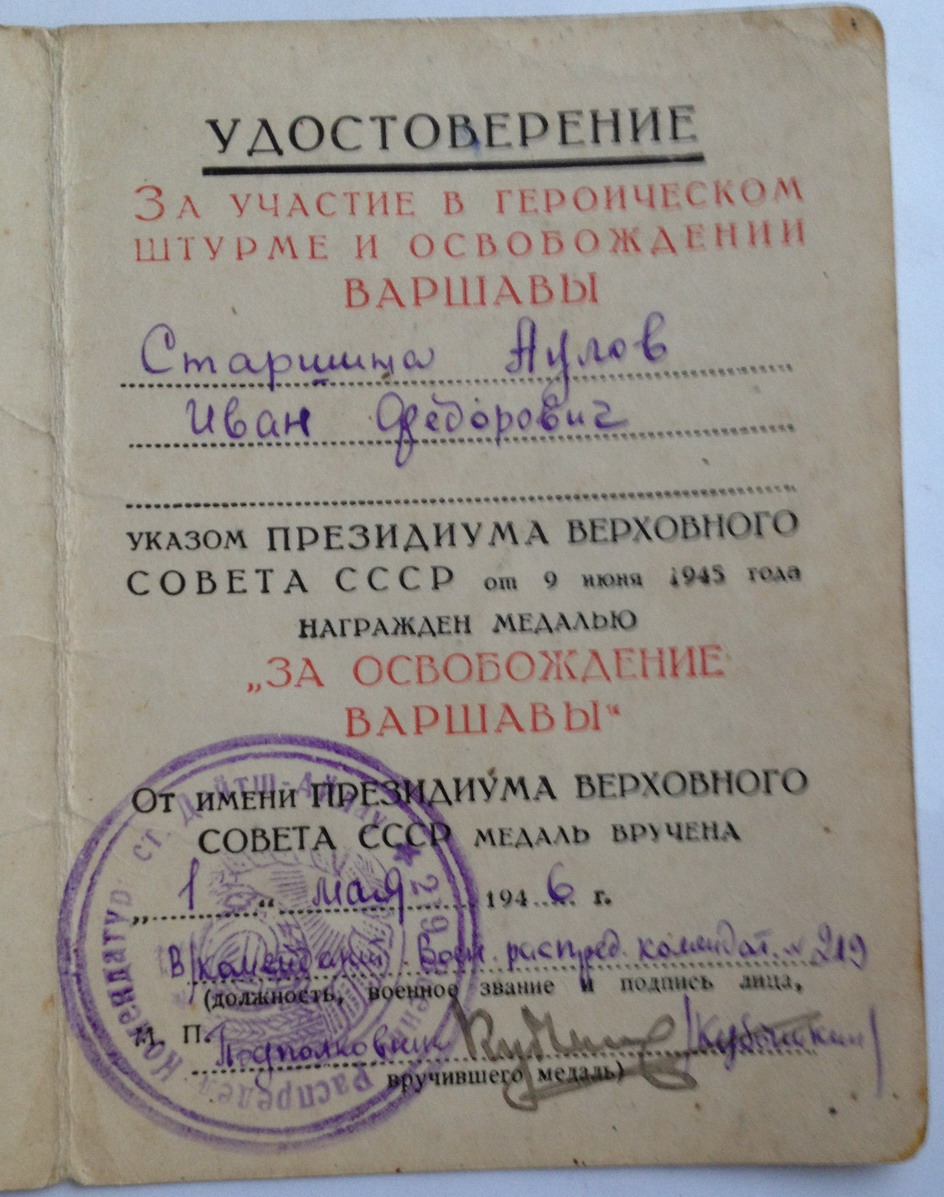 УДОСТОВЕРЕНИЕ
ЗА УЧАСТИЕ В ГЕРОИЧЕСКОМ
ШТУРМЕ И ОСВОБОЖДЕНИИ
ВАРШАВЫ
Старшина Аулов
Иван Федорович
УКАЗОМ ПРЕЗИДИУМА ВЕРХОВНОГО
СОВЕТА СССР от 9 июня 1945 года
НАГРАЖДЕН МЕДАЛЬЮ
„ЗА ОСВОБОЖДЕНИЕ
ВАРШАВЫ“
От имени ПРЕЗИДИУМА ВЕРХОВНОГО
СОВЕТА СССР МЕДАЛЬ ВРУЧЕНА
„ 1 “ мая 1946 г.
Воен. распред. комендат. № 219
(должность, военное звание и подпись лица,
М. П. Подполковник
вручившего медаль)